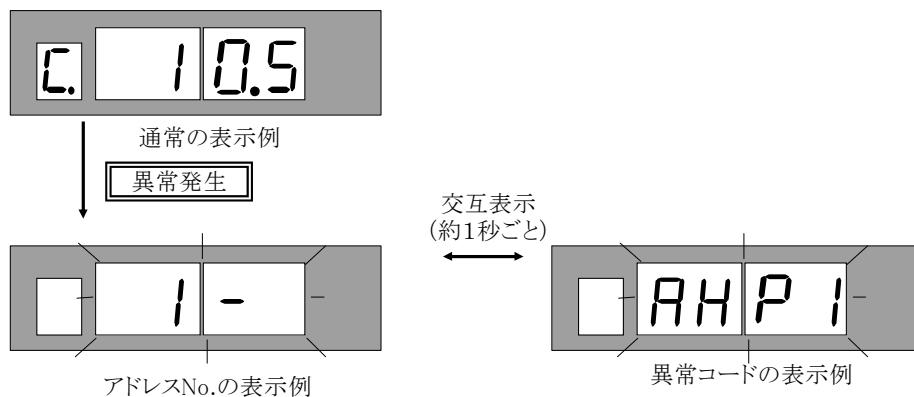 C. 1 0.5
通常の表示例
異常発生
交互表示
(約1秒ごと)
1 -
AHP1
アドレスNo.の表示例
異常コードの表示例